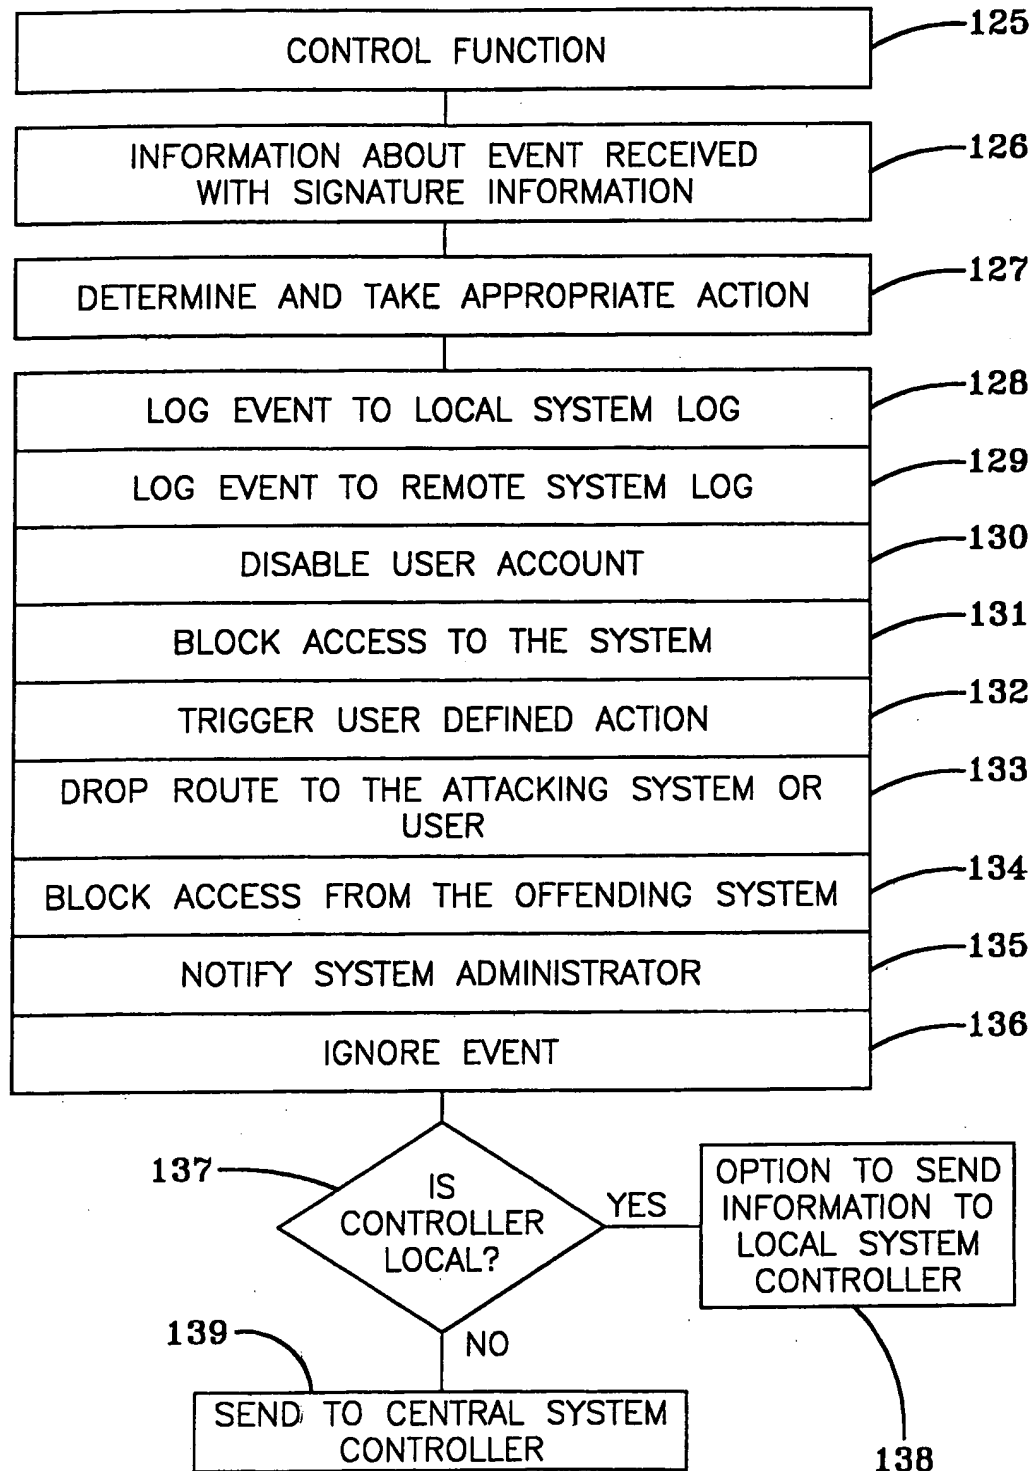 CONTROL FUNCTION
125
INFORMATION ABOUT EVENT RECEIVED
WITH SIGNATURE INFORMATION
126
DETERMINE AND TAKE APPROPRIATE ACTION
127
LOG EVENT TO LOCAL SYSTEM LOG
128
LOG EVENT TO REMOTE SYSTEM LOG
129
DISABLE USER ACCOUNT
130
BLOCK ACCESS TO THE SYSTEM
131
TRIGGER USER DEFINED ACTION
132
DROP ROUTE TO THE ATTACKING SYSTEM OR
USER
133
BLOCK ACCESS FROM THE OFFENDING SYSTEM
134
NOTIFY SYSTEM ADMINISTRATOR
135
IGNORE EVENT
136
137
IS
CONTROLLER
LOCAL?
YES
OPTION TO SEND
INFORMATION TO
LOCAL SYSTEM
CONTROLLER
138
NO
139
SEND TO CENTRAL SYSTEM
CONTROLLER